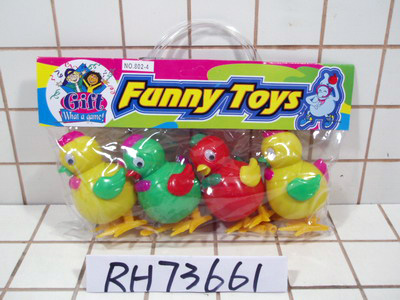 NO.802-4
Gift
What a game!
Funny Toys
RH73661